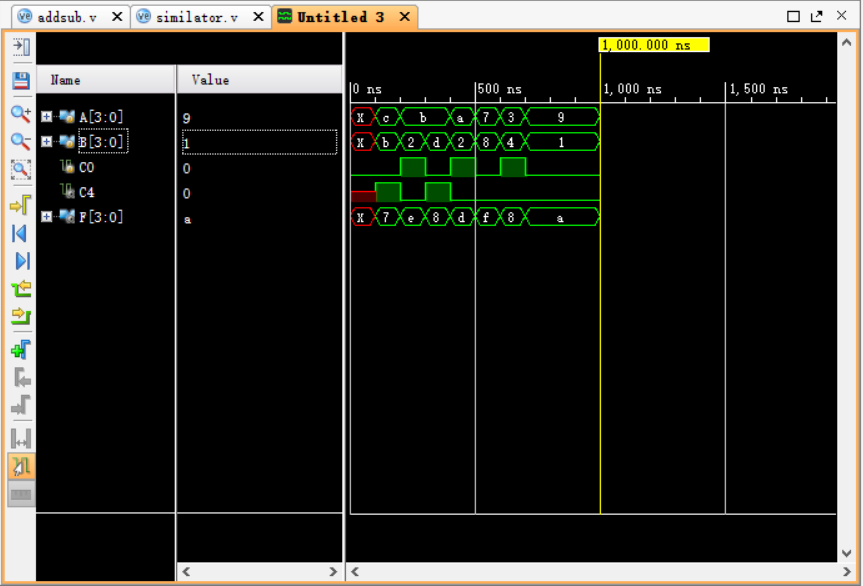 addsub.v
similator.v
Untitled 3
1,000.000 ns
Name Value
0 ns 500 ns 1,000 ns 1,500 ns
A[3:0] 9 X c b a 7 3 9
B[3:0] 1 X b 2 d 2 8 4 1
C0 0
C4 0
F[3:0] a X 7 e 8 d f 8 a